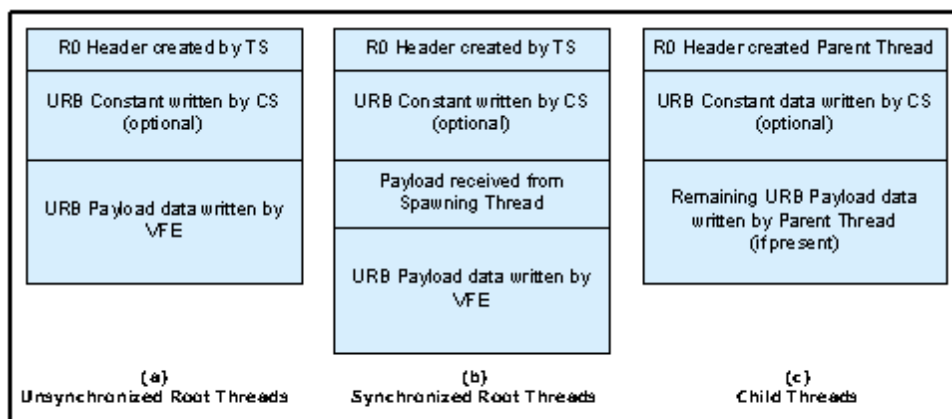 R0 Header created by TS
URB Constant written by CS
(optional)
URB Payload data written by
VFE
(a)
Unsynchronized Root Threads
R0 Header created by TS
URB Constant written by CS
(optional)
Payload received from
Spawning Thread
URB Payload data written by
VFE
(b)
Synchronized Root Threads
R0 Header created Parent Thread
URB Constant data written by CS
(optional)
Remaining URB Payload data
written by Parent Thread
(if present)
(c)
Child Threads